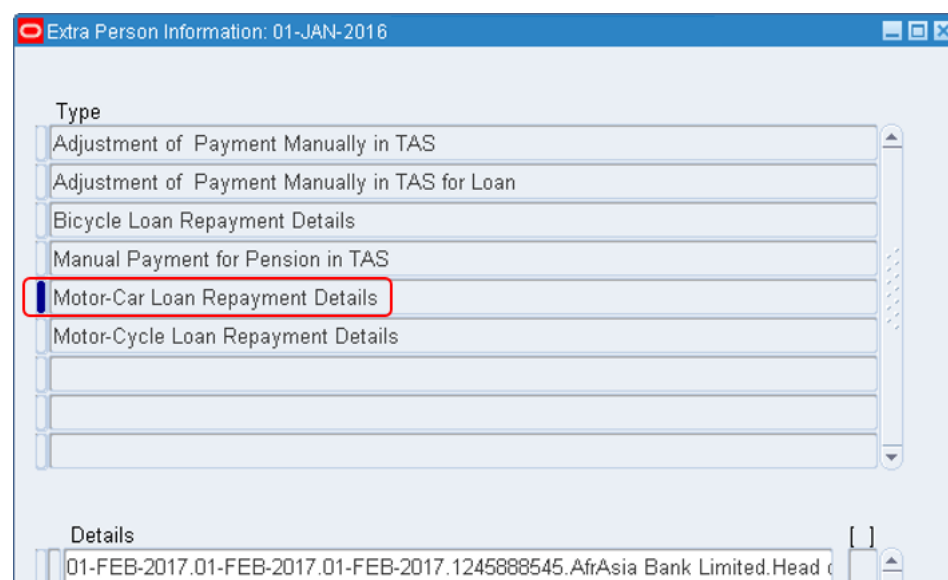 Extra Person Information: 01-JAN-2016
Type
Adjustment of Payment Manually in TAS
Adjustment of Payment Manually in TAS for Loan
Bicycle Loan Repayment Details
Manual Payment for Pension in TAS
Motor-Car Loan Repayment Details
Motor-Cycle Loan Repayment Details
Details [ ]
01-FEB-2017.01-FEB-2017.01-FEB-2017.1245888545.AfrAsia Bank Limited.Head